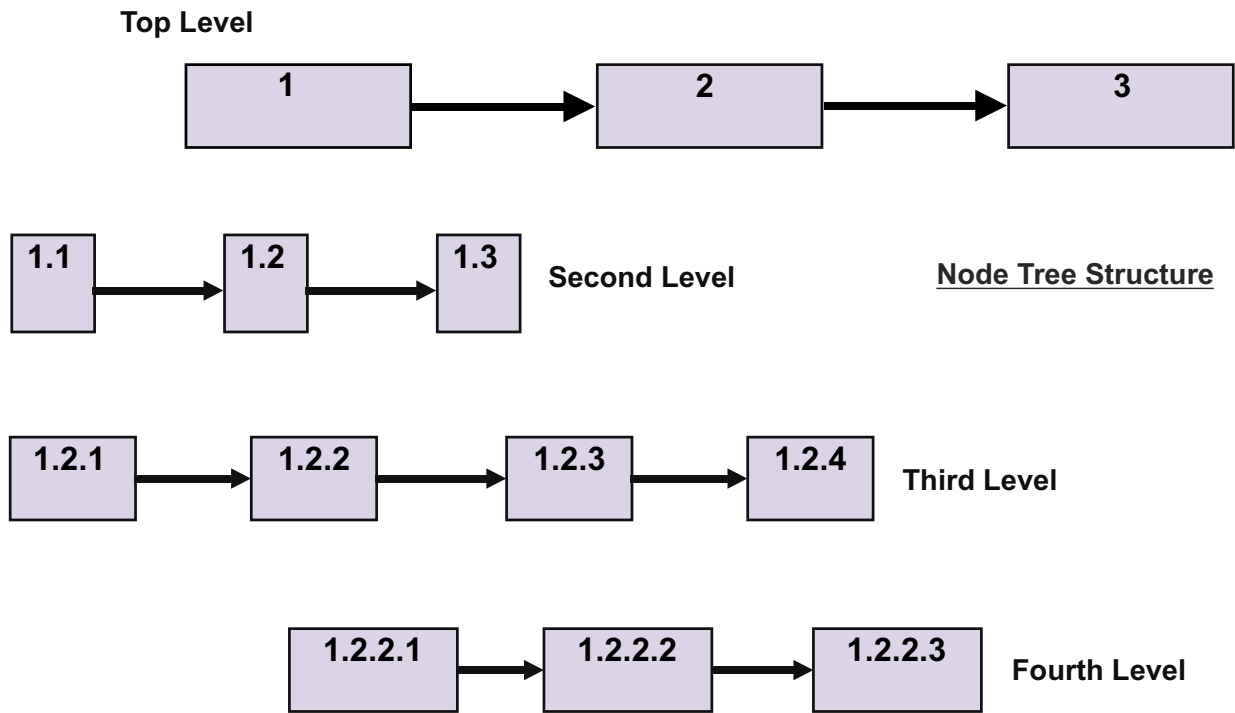 Top Level
1
2
3
1.1
1.2
1.3
Second Level
Node Tree Structure
1.2.1
1.2.2
1.2.3
1.2.4
Third Level
1.2.2.1
1.2.2.2
1.2.2.3
Fourth Level